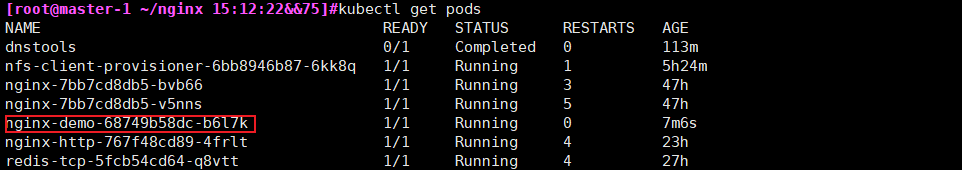 [root@master-1 ~/nginx 15:12:22&&75]#kubectl get pods
NAME READY STATUS RESTARTS AGE
dnstools 0/1 Completed 0 113m
nfs-client-provisioner-6bb8946b87-6kk8q 1/1 Running 1 5h24m
nginx-7bb7cd8db5-bvb66 1/1 Running 3 47h
nginx-7bb7cd8db5-v5nns 1/1 Running 5 47h
nginx-demo-68749b58dc-b6l7k 1/1 Running 0 7m6s
nginx-http-767f48cd89-4frlt 1/1 Running 4 23h
redis-tcp-5fcb54cd64-q8vtt 1/1 Running 4 27h